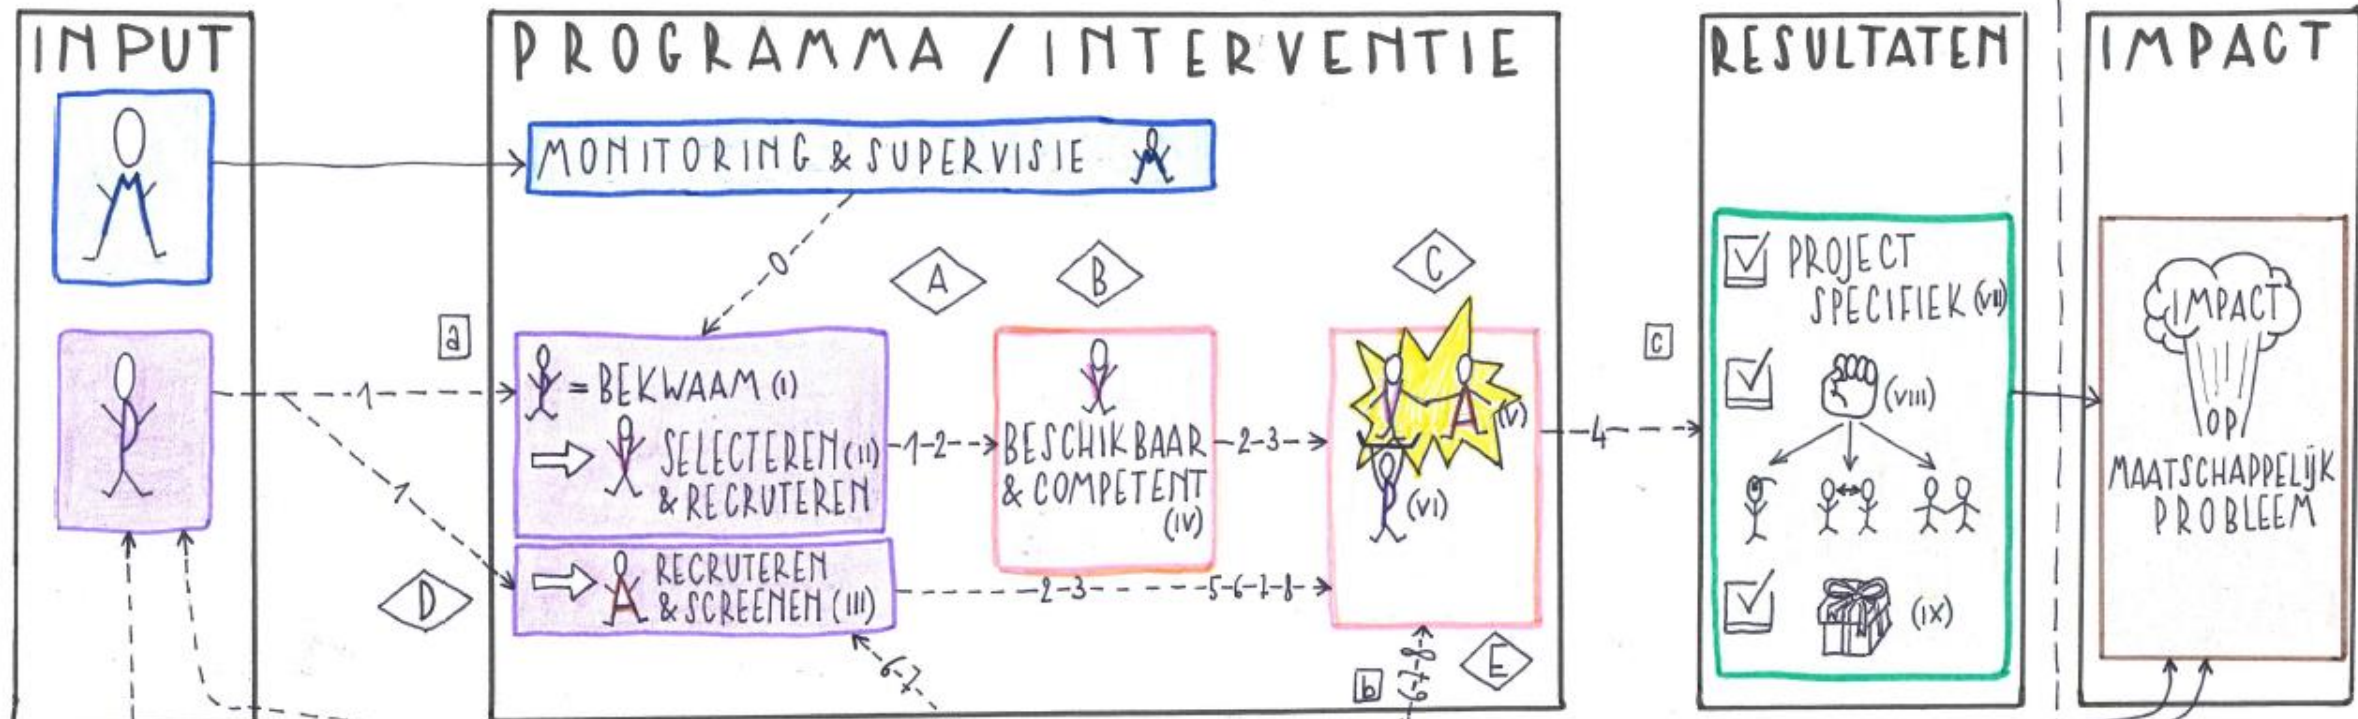 INPUT
PROGRAMMA / INTERVENTIE
RESULTATEN
IMPACT
MONITORING & SUPERVISIE
0
A
B
C
a
= BEKWAAM (I)
SELECTEREN (II)
& RECRUTEREN
1
1
1-2
BESCHIKBAAR
& COMPETENT
(IV)
2-3
(V)
(VI)
4
c
D
RECRUTEREN
& SCREENEN (III)
2-3
5-6-7-8
6-7
b
6-7-8
E
PROJECT
SPECIFIEK (VII)
(VIII)
(IX)
IMPACT
OP
MAATSCHAPPELIJK
PROBLEEM